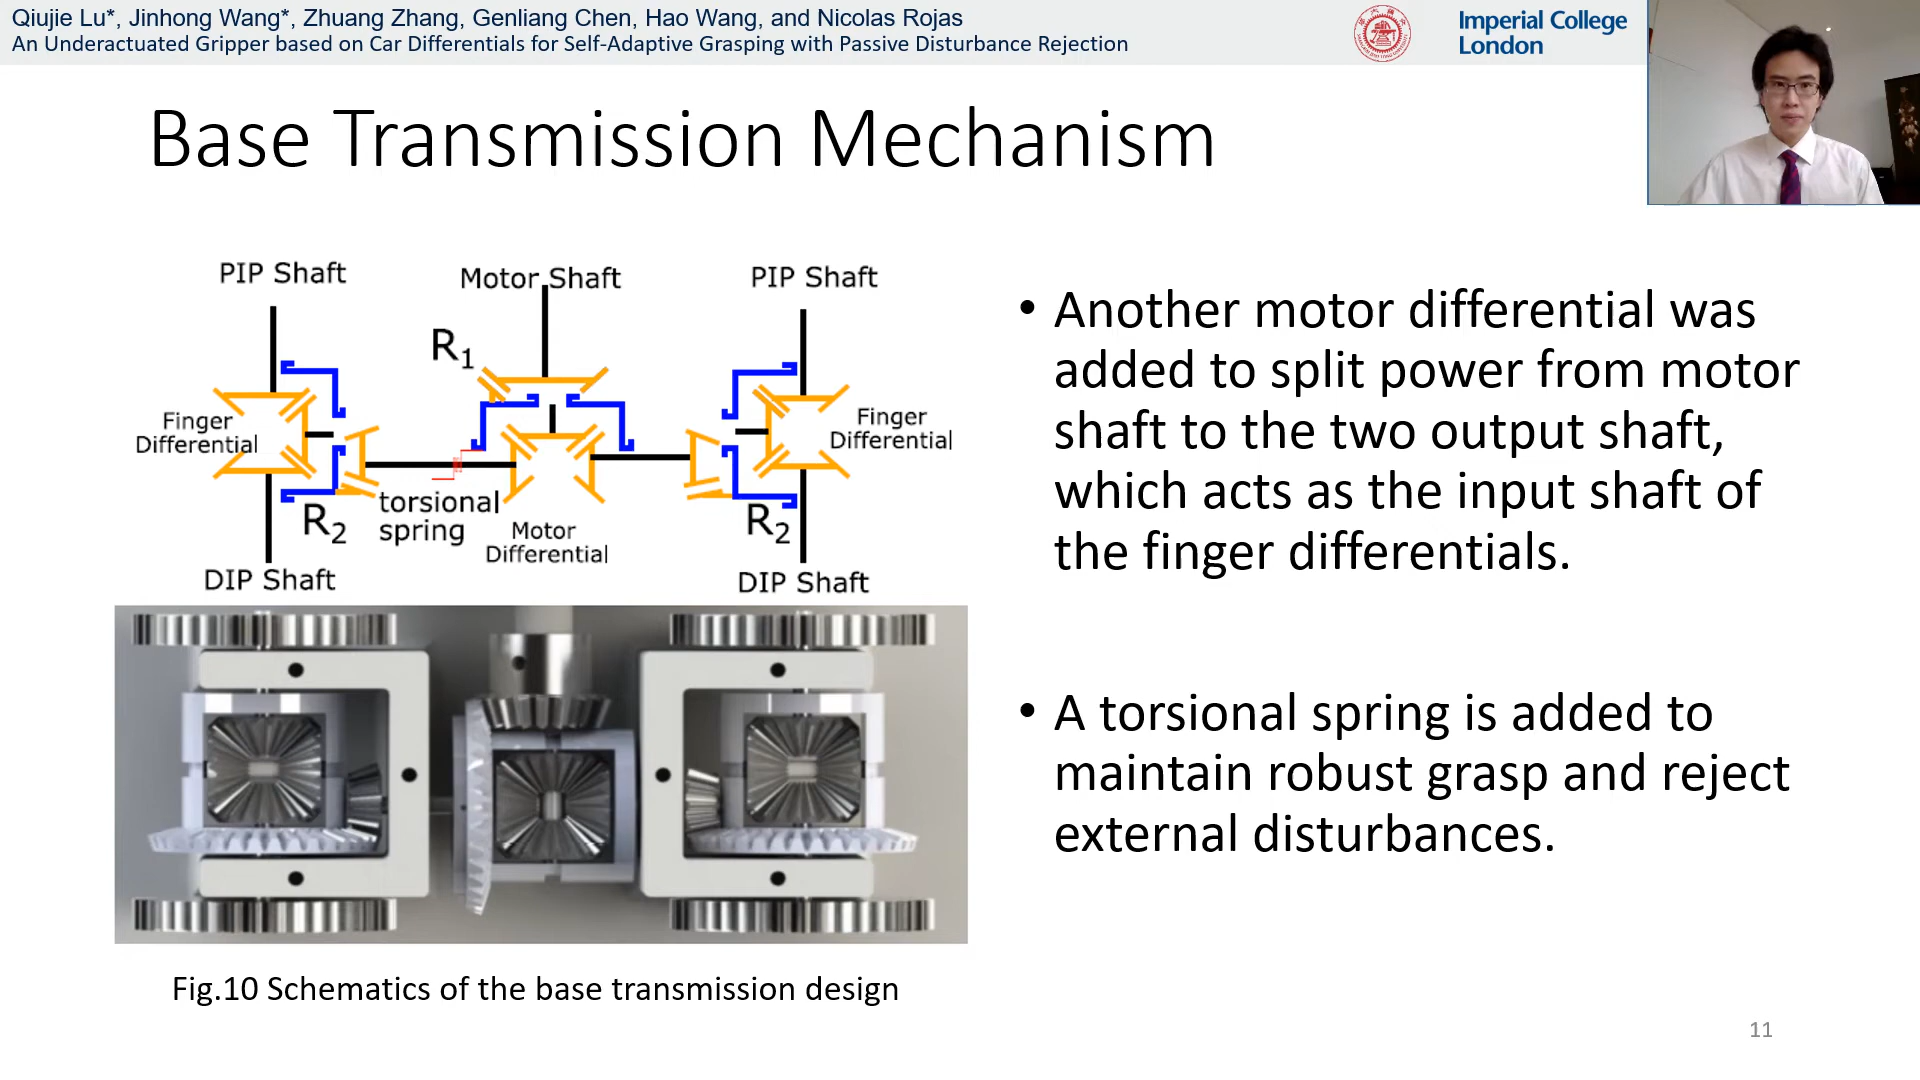 Qiujie Lu*, Jinhong Wang*, Zhuang Zhang, Genliang Chen, Hao Wang, and Nicolas Rojas
An Underactuated Gripper based on Car Differentials for Self-Adaptive Grasping with Passive Disturbance Rejection
Imperial College
London
Base Transmission Mechanism
PIP Shaft
Motor Shaft
PIP Shaft
R1
Finger
Differential
Finger
Differential
R2
torsional
spring
Motor
Differential
R2
DIP Shaft
DIP Shaft
Fig.10 Schematics of the base transmission design
• Another motor differential was
added to split power from motor
shaft to the two output shaft,
which acts as the input shaft of
the finger differentials.
• A torsional spring is added to
maintain robust grasp and reject
external disturbances.
11